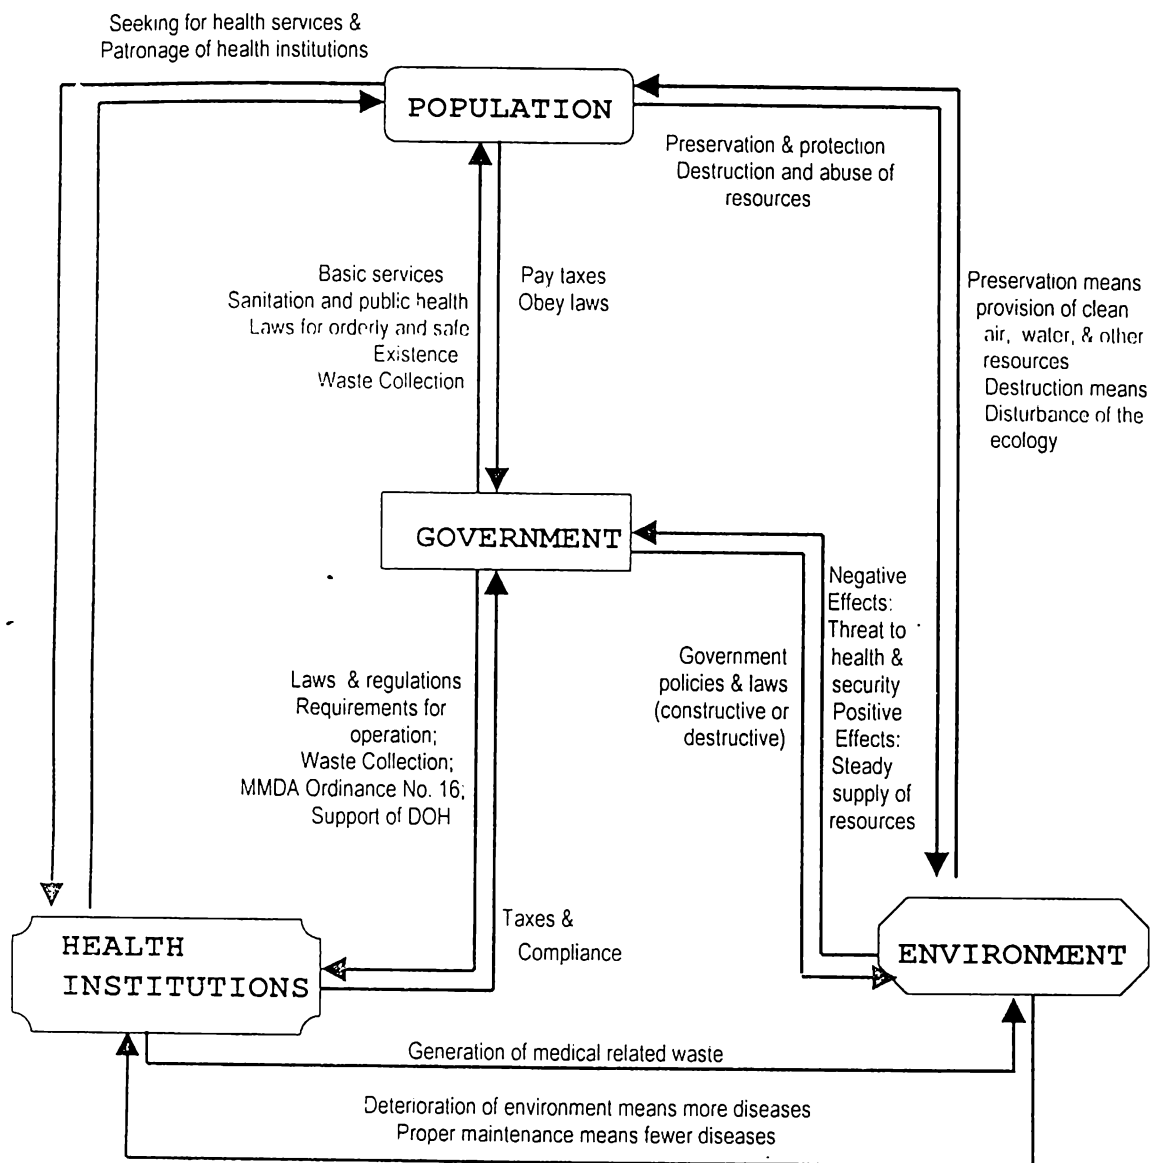 Seeking for health services &
Patronage of health institutions
POPULATION
Preservation & protection
Destruction and abuse of
resources
Basic services
Sanitation and public health
Laws for orderly and safe
Existence
Waste Collection
Pay taxes
Obey laws
Preservation means
provision of clean
air, water, & other
resources
Destruction means
Disturbance of the
ecology
GOVERNMENT
Negative
Effects:
Threat to
health &
security
Positive
Effects:
Steady
supply of
resources
Government
policies & laws
(constructive or
destructive)
Laws & regulations
Requirements for
operation;
Waste Collection;
MMDA Ordinance No. 16;
Support of DOH
Taxes &
Compliance
HEALTH
INSTITUTIONS
ENVIRONMENT
Generation of medical related waste
Deterioration of environment means more diseases
Proper maintenance means fewer diseases